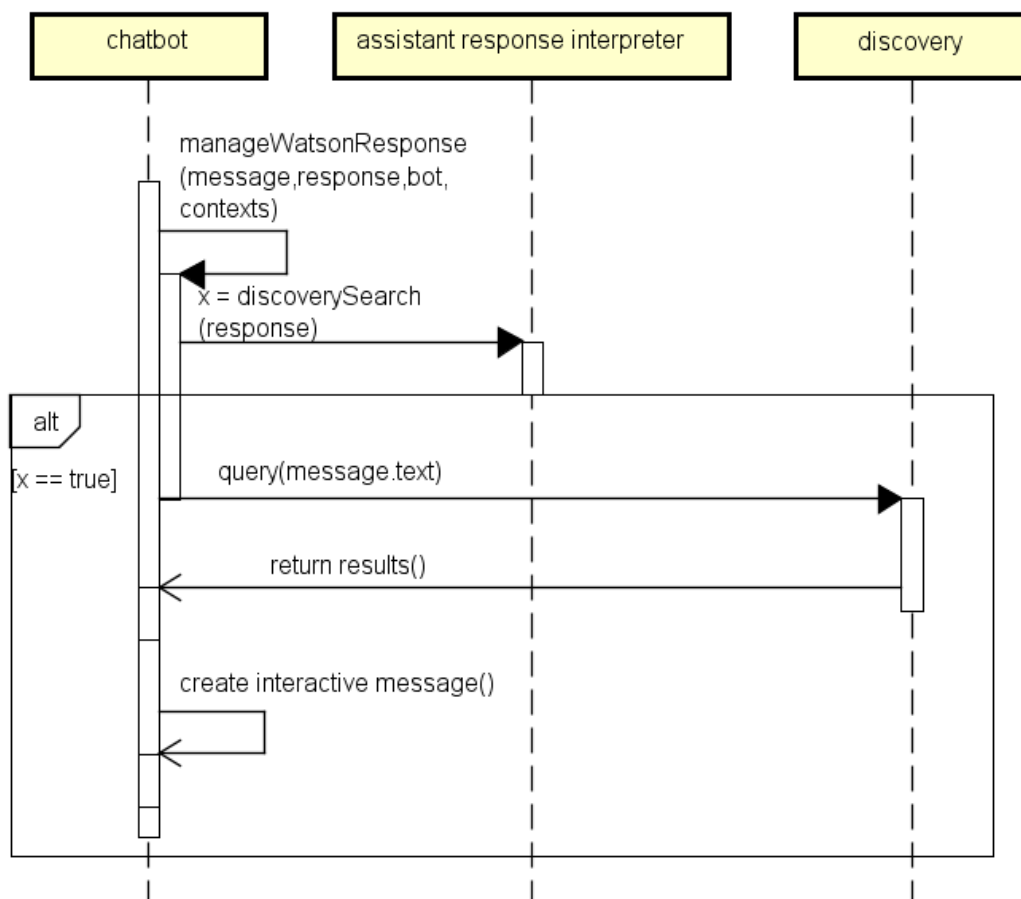 chatbot
assistant response interpreter
discovery
manageWatsonResponse
(message,response,bot,
contexts)
x = discoverySearch
(response)
alt
[x == true]
query(message.text)
return results()
create interactive message()